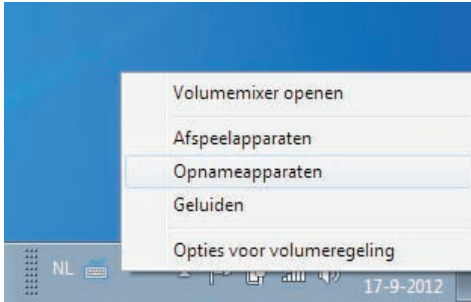 Volumemixer openen
Afspeelapparaten
Opnameapparaten
Geluiden
Opties voor volumeregeling
NL
17-9-2012